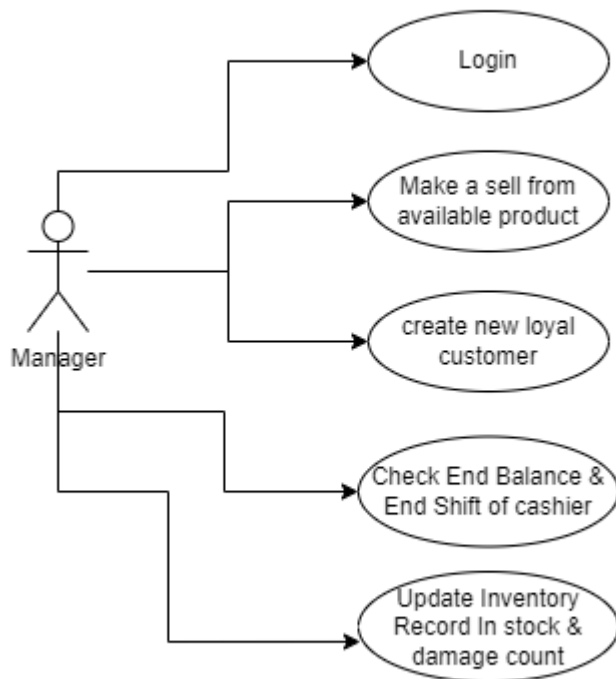 Login
Make a sell from
available product
Manager
create new loyal
customer
Check End Balance &
End Shift of cashier
Update Inventory
Record In stock &
damage count